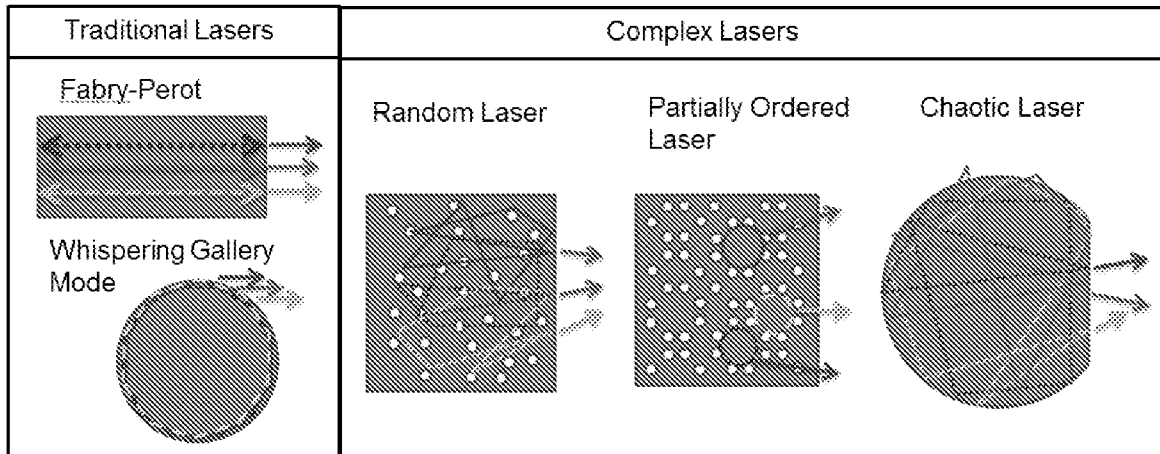 Traditional Lasers
Complex Lasers
Fabry-Perot
Whispering Gallery
Mode
Random Laser
Partially Ordered
Laser
Chaotic Laser